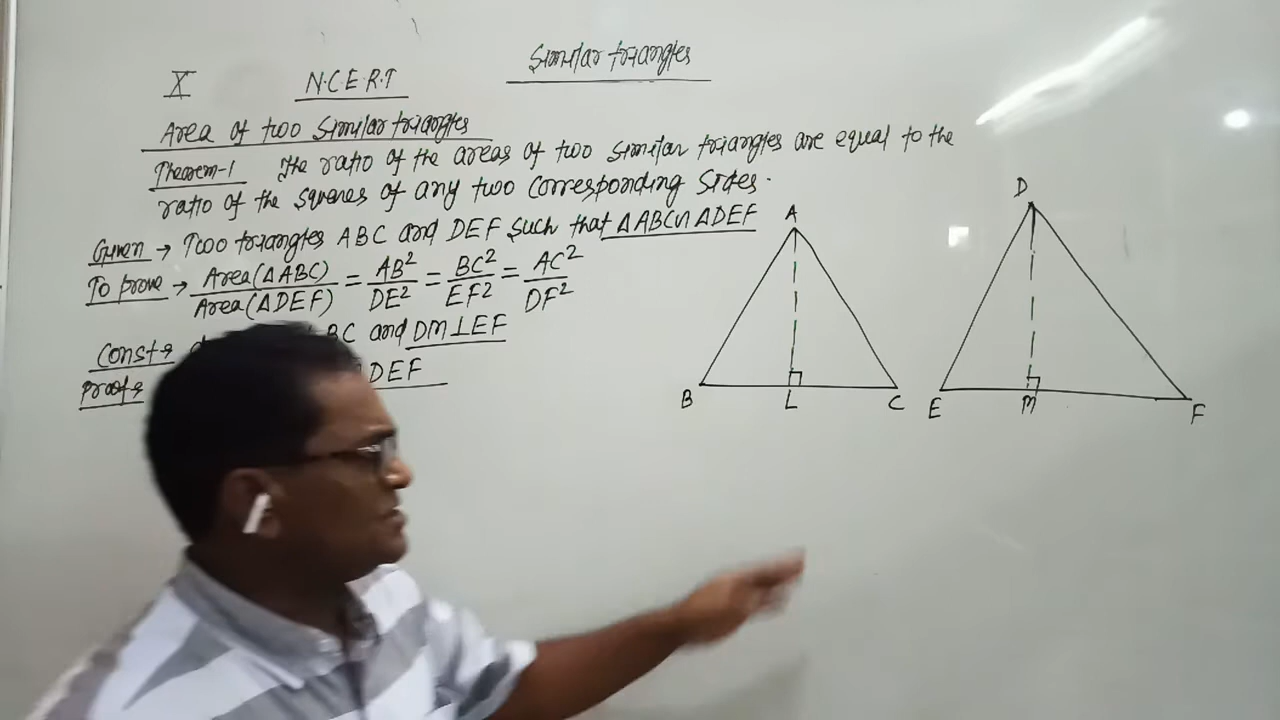 X N.C.E.R.T Similar triangles
Area of two similar triangles
Theorem-1 The ratio of the areas of two similar triangles are equal to the
ratio of the squares of any two corresponding sides.
Given → Two triangles ABC and DEF such that ΔABC∽ΔDEF
To prove → Area(ΔABC)/Area(ΔDEF) = AB²/DE² = BC²/EF² = AC²/DF²
Const→ BC and DM⊥EF
Proof→ DEF
A
D
B L C E M F